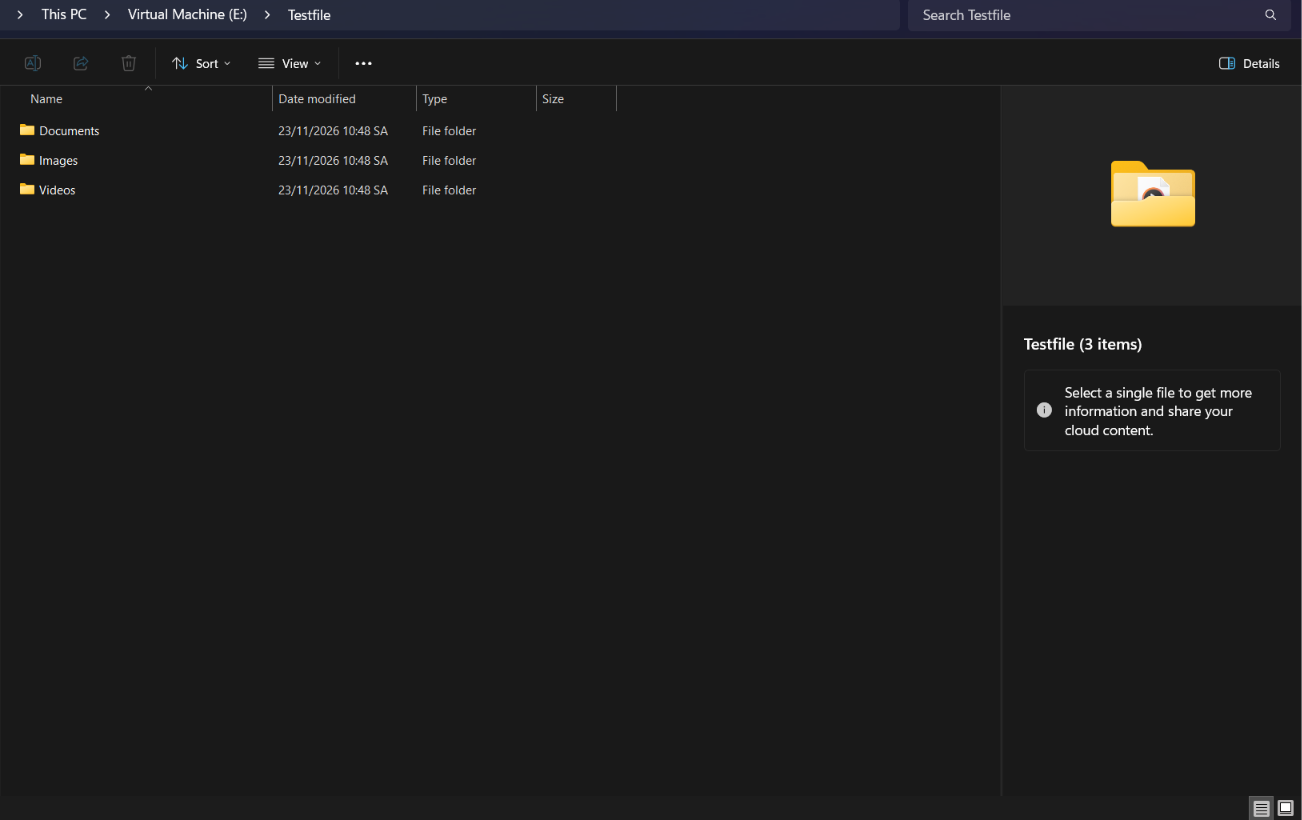 This PC Virtual Machine (E:) Testfile Search Testfile
Sort View Details
Name Date modified Type Size
Documents 23/11/2026 10:48 SA File folder
Images 23/11/2026 10:48 SA File folder
Videos 23/11/2026 10:48 SA File folder
Testfile (3 items)
Select a single file to get more
information and share your
cloud content.